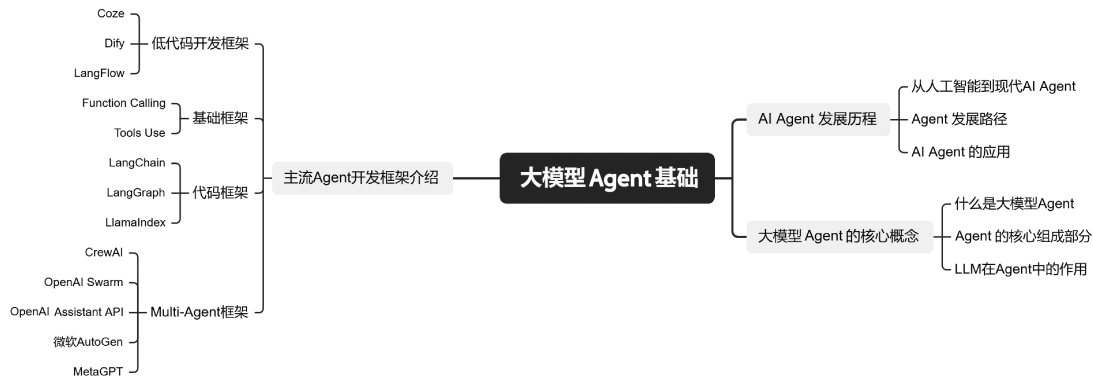 大模型 Agent 基础
AI Agent 发展历程
从人工智能到现代AI Agent
Agent 发展路径
AI Agent 的应用
大模型 Agent 的核心概念
什么是大模型Agent
Agent 的核心组成部分
LLM在Agent中的作用
主流Agent开发框架介绍
低代码开发框架
Coze
Dify
LangFlow
基础框架
Function Calling
Tools Use
代码框架
LangChain
LangGraph
LlamaIndex
Multi-Agent框架
CrewAI
OpenAI Swarm
OpenAI Assistant API
微软AutoGen
MetaGPT